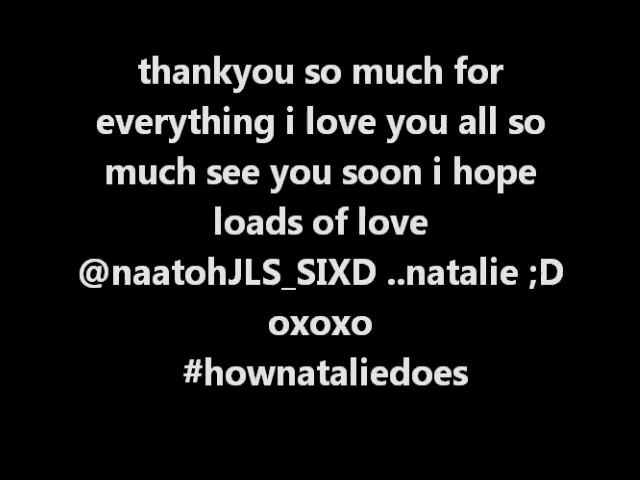 thankyou so much for
everything i love you all so
much see you soon i hope
loads of love
@naatohJLS_SIXD ..natalie ;D
oxoxo
#hownataliedoes